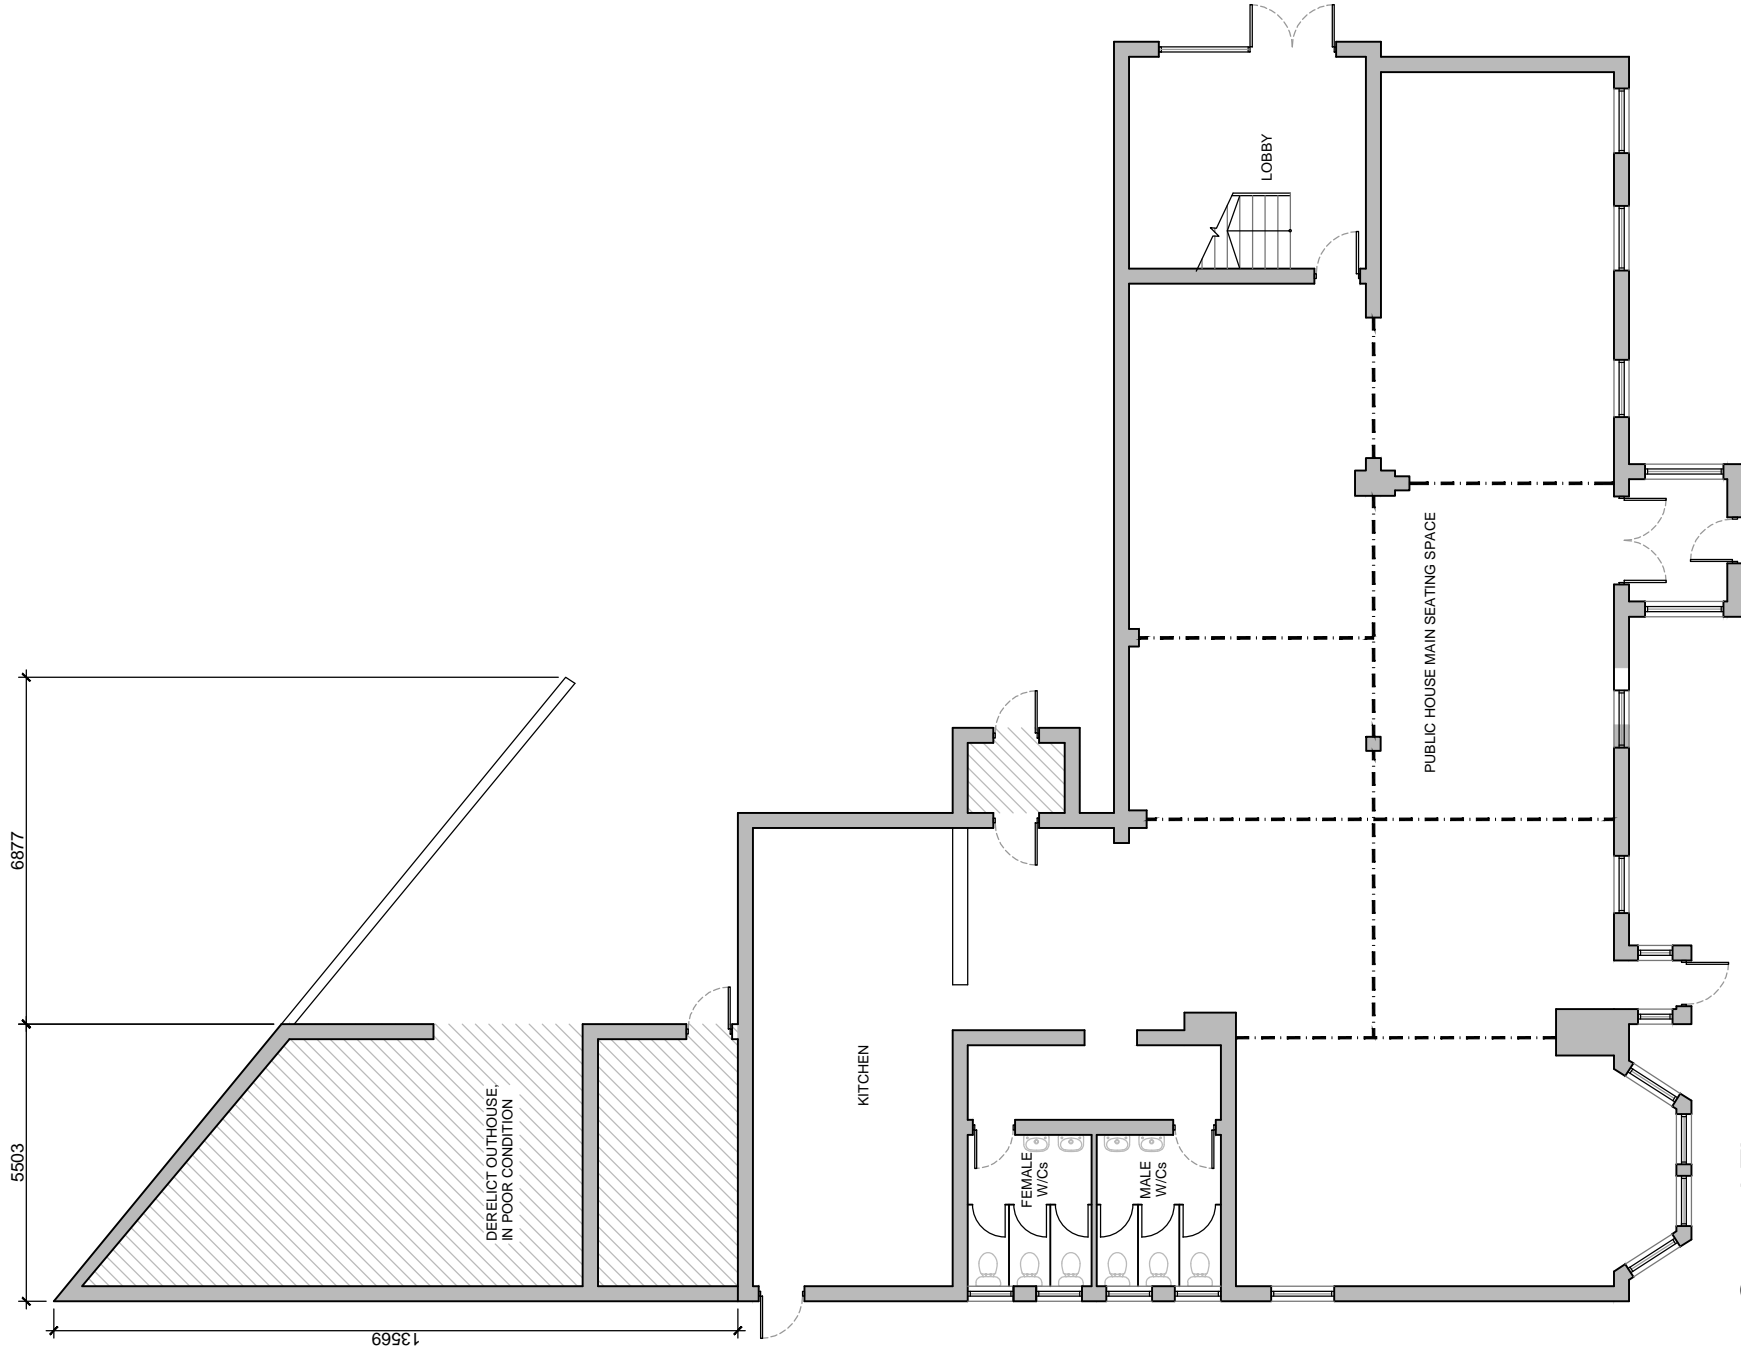 LOBBY
PUBLIC HOUSE MAIN SEATING SPACE
6877
KITCHEN
DERELICT OUTHOUSE,
IN POOR CONDITION
5503
FEMALE
W/Cs
MALE
W/Cs
13569